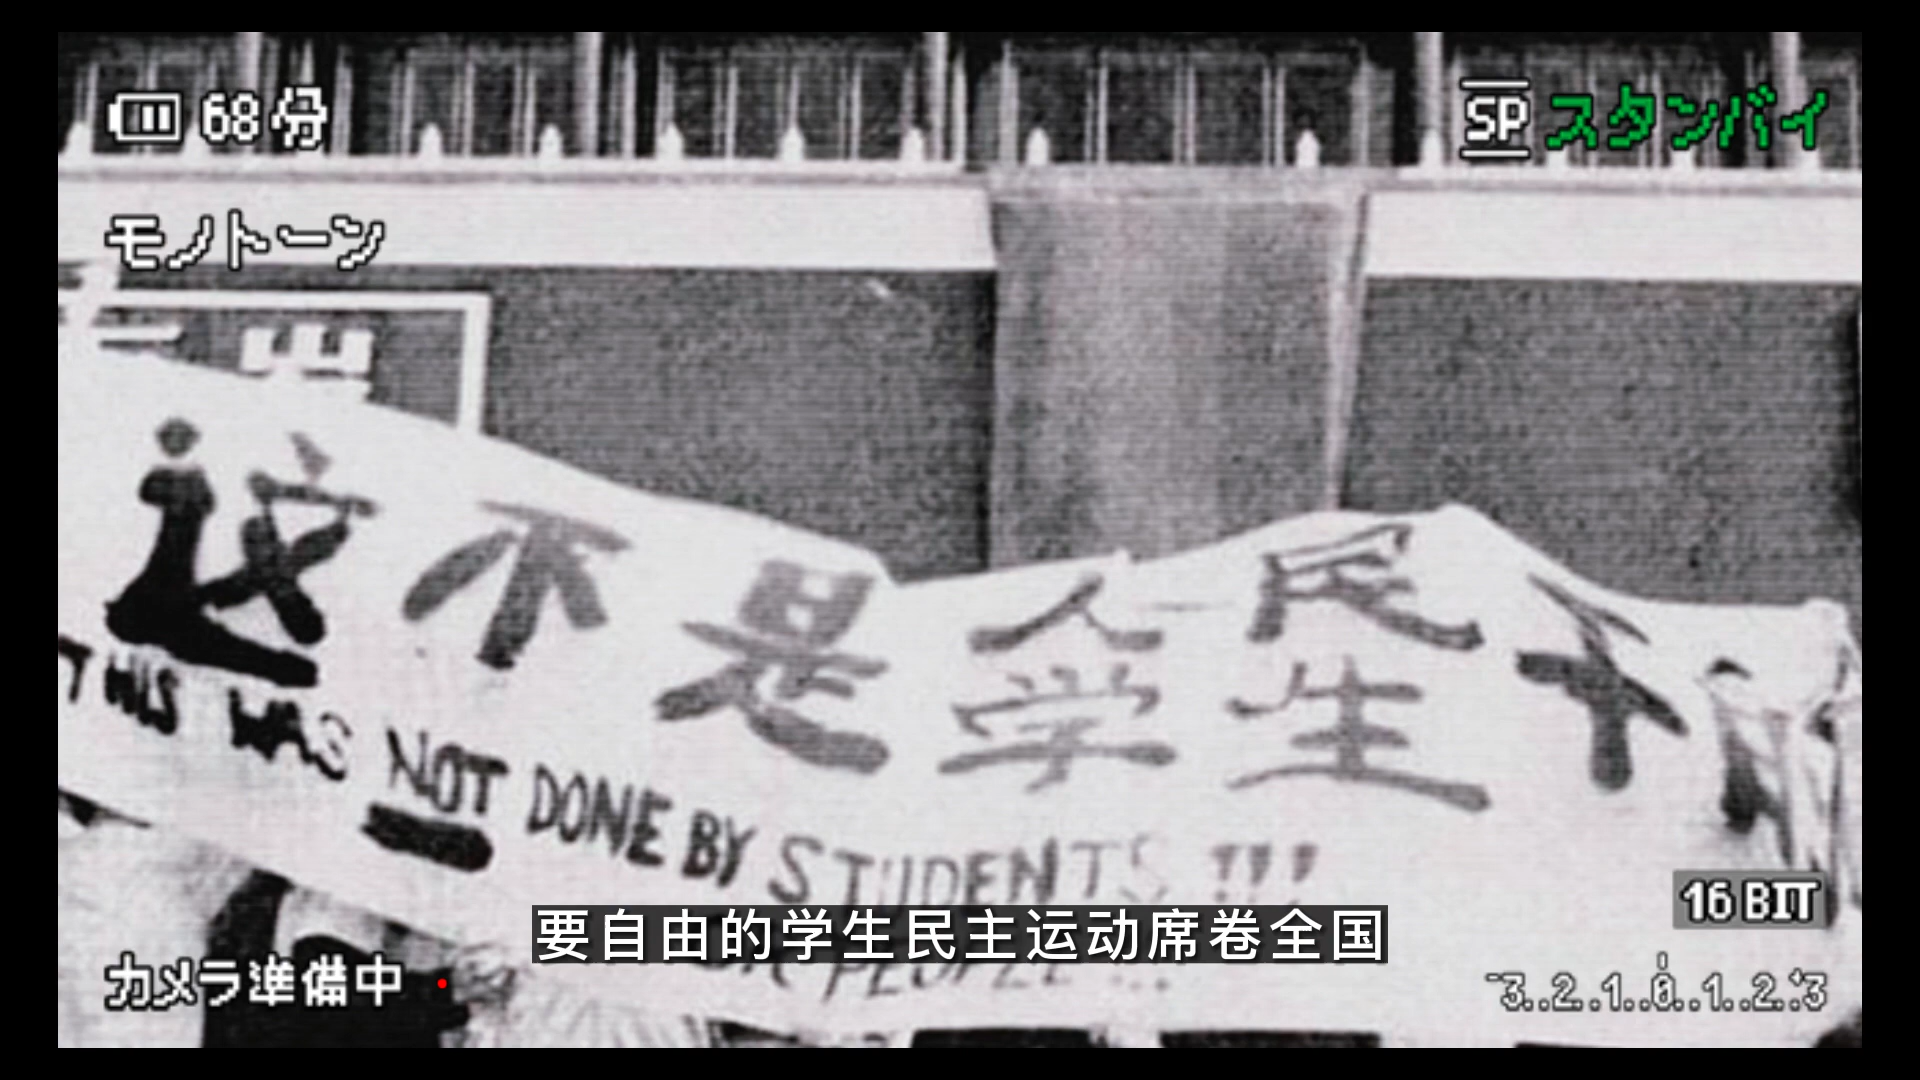 68分
SP スタンバイ
モノトーン
这不是人民干
学生
THIS WAS NOT DONE BY STUDENTS !!!
PEOPLE !!!
要自由的学生民主运动席卷全国
16 BIT
カメラ準備中
-3..2..1..0..1..2..+3